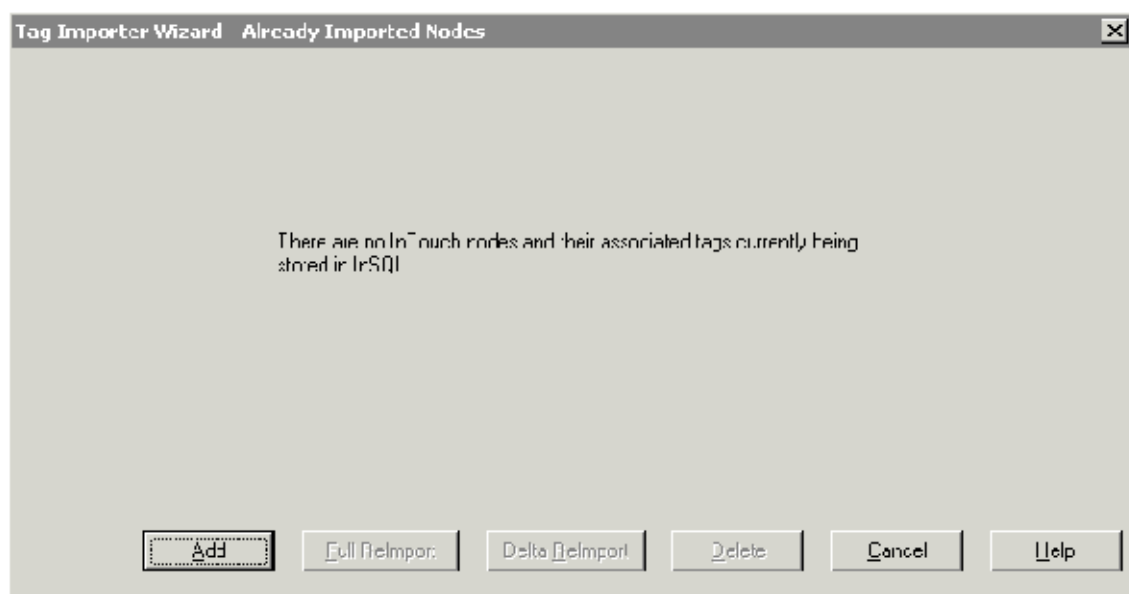 Tag Importer Wizard Already Imported Nodes
There are no InTouch nodes and their associated tags currently being
stored in InSQL
Add Full ReImport Delta ReImport Delete Cancel Help